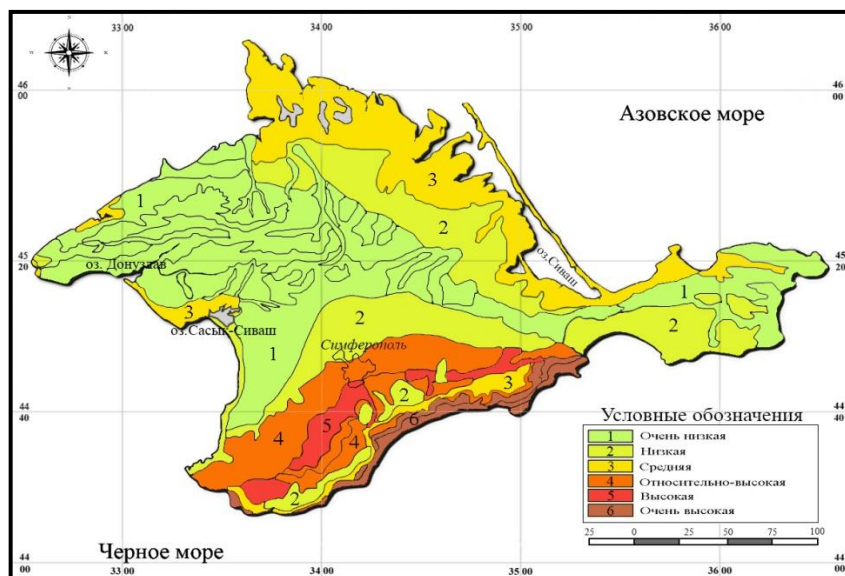 33 00
34 00
35 00
36 00
46
00
46
00
Азовское море
3
1
2
оз.Сиваш
45
20
45
20
оз. Донузлав
1
3
2
оз.Сасык-Сиваш
Симферополь
2
1
3
2
44
40
44
40
6
5
4
4
2
Условные обозначения
1 Очень низкая
2 Низкая
3 Средняя
4 Относительно-высокая
5 Высокая
6 Очень высокая
25 0 25 50 75 100
Черное море
44
00
44
00
33 00
34 00
35 00
36 00